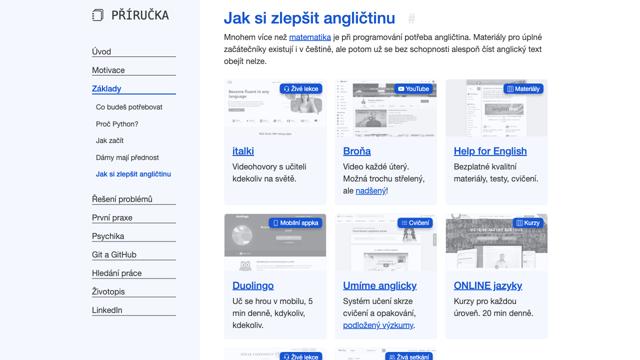 PŘÍRUČKA
Úvod
Motivace
Základy
Co budeš potřebovat
Proč Python?
Jak začít
Dámy mají přednost
Jak si zlepšit angličtinu
Řešení problémů
První praxe
Psychika
Git a GitHub
Hledání práce
Životopis
LinkedIn
Jak si zlepšit angličtinu #
Mnohem více než matematika je při programování potřeba angličtina. Materiály pro úplné
začátečníky existují i v češtině, ale potom už se bez schopnosti alespoň číst anglický text
obejít nelze.
Živé lekce
italki
Videohovory s učiteli
kdekoliv na světě.
YouTube
Broňa
Video každé úterý.
Možná trochu střelený,
ale nadšený!
Materiály
Help for English
Bezplatné kvalitní
materiály, testy, cvičení.
Mobilní appka
Duolingo
Uč se hrou v mobilu, 5
min denně, kdykoliv,
kdekoliv.
Cvičení
Umíme anglicky
Systém učení skrze
cvičení a opakování,
podložený výzkumy.
Kurzy
ONLINE jazyky
Kurzy pro každou
úroveň. 20 min denně.
Živé lekce
Živá setkání